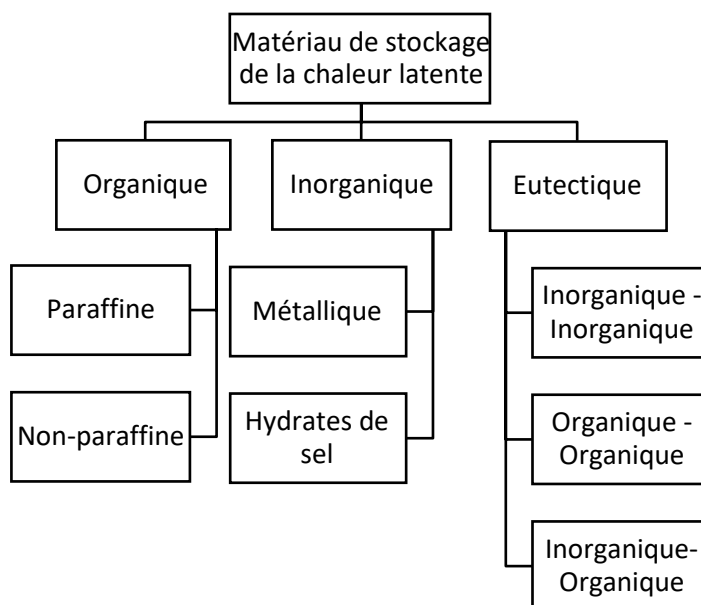 Matériau de stockage
de la chaleur latente
Organique
Inorganique
Eutectique
Paraffine
Métallique
Inorganique -
Inorganique
Non-paraffine
Hydrates de
sel
Organique -
Organique
Inorganique-
Organique